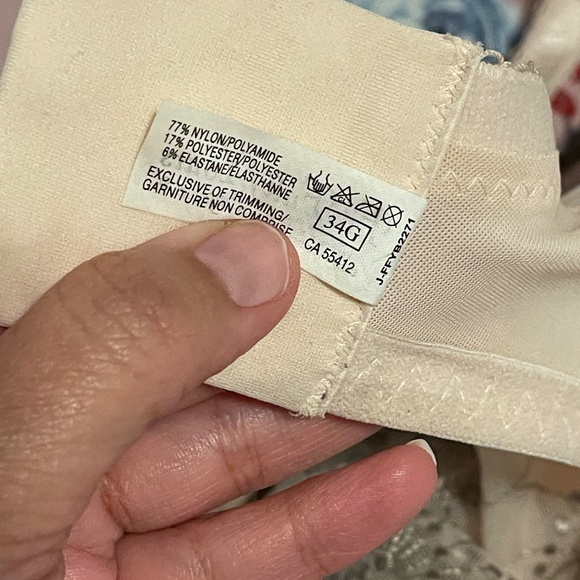 77% NYLON/POLYAMIDE
17% POLYESTER/POLYESTER
6% ELASTANE/ELASTHANNE
EXCLUSIVE OF TRIMMING/
GARNITURE NON COMPRISE
34G
CA 55412
J-FFYB2271